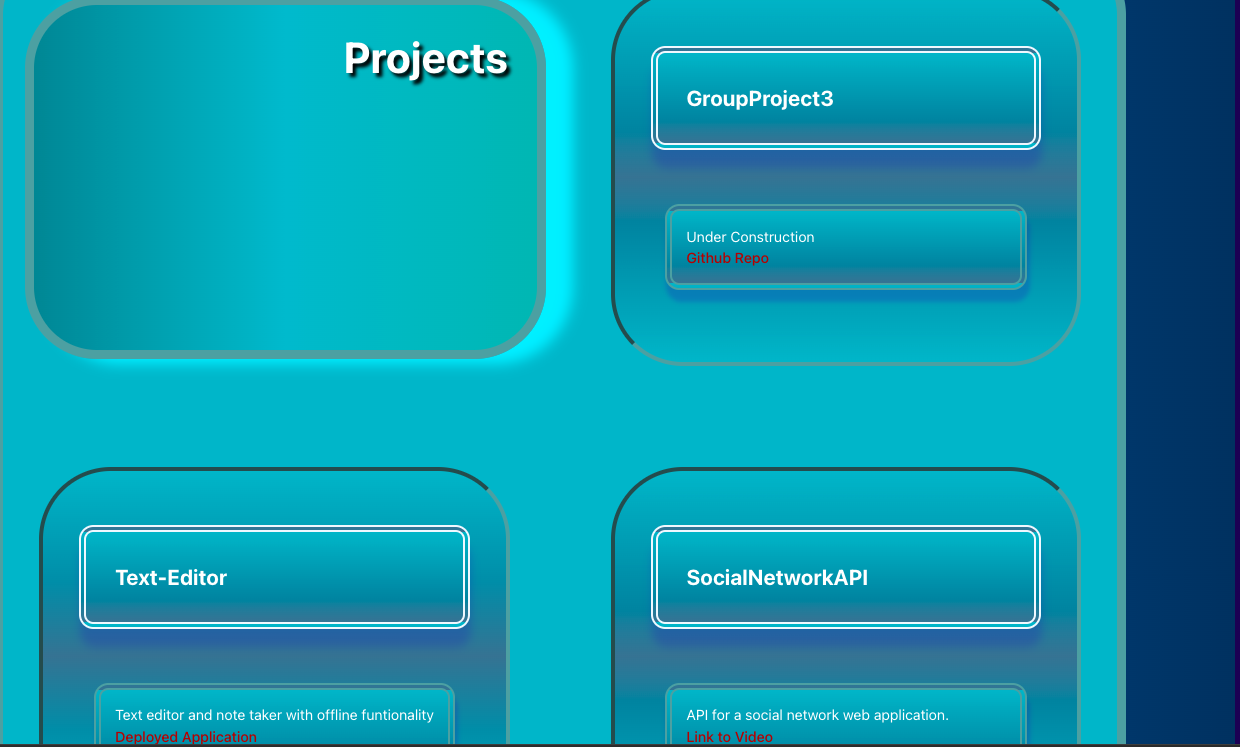 Projects
GroupProject3
Under Construction
Github Repo
Text-Editor
Text editor and note taker with offline funtionality
Deployed Application
SocialNetworkAPI
API for a social network web application.
Link to Video